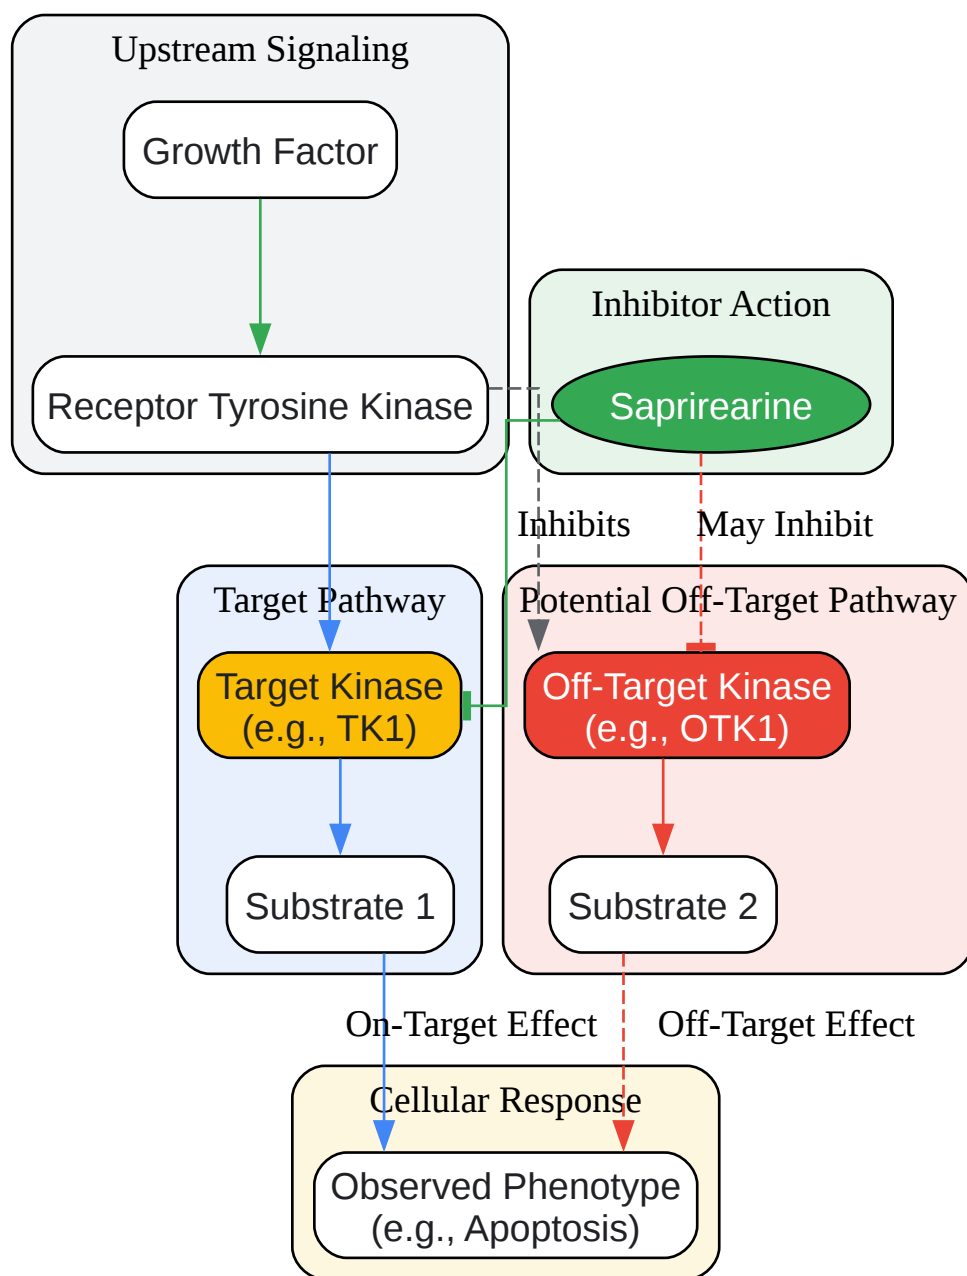 Upstream Signaling
Growth Factor
Receptor Tyrosine Kinase
Inhibitor Action
Saprirearine
Inhibits
May Inhibit
Target Pathway
Target Kinase
(e.g., TK1)
Substrate 1
Potential Off-Target Pathway
Off-Target Kinase
(e.g., OTK1)
Substrate 2
On-Target Effect
Off-Target Effect
Cellular Response
Observed Phenotype
(e.g., Apoptosis)